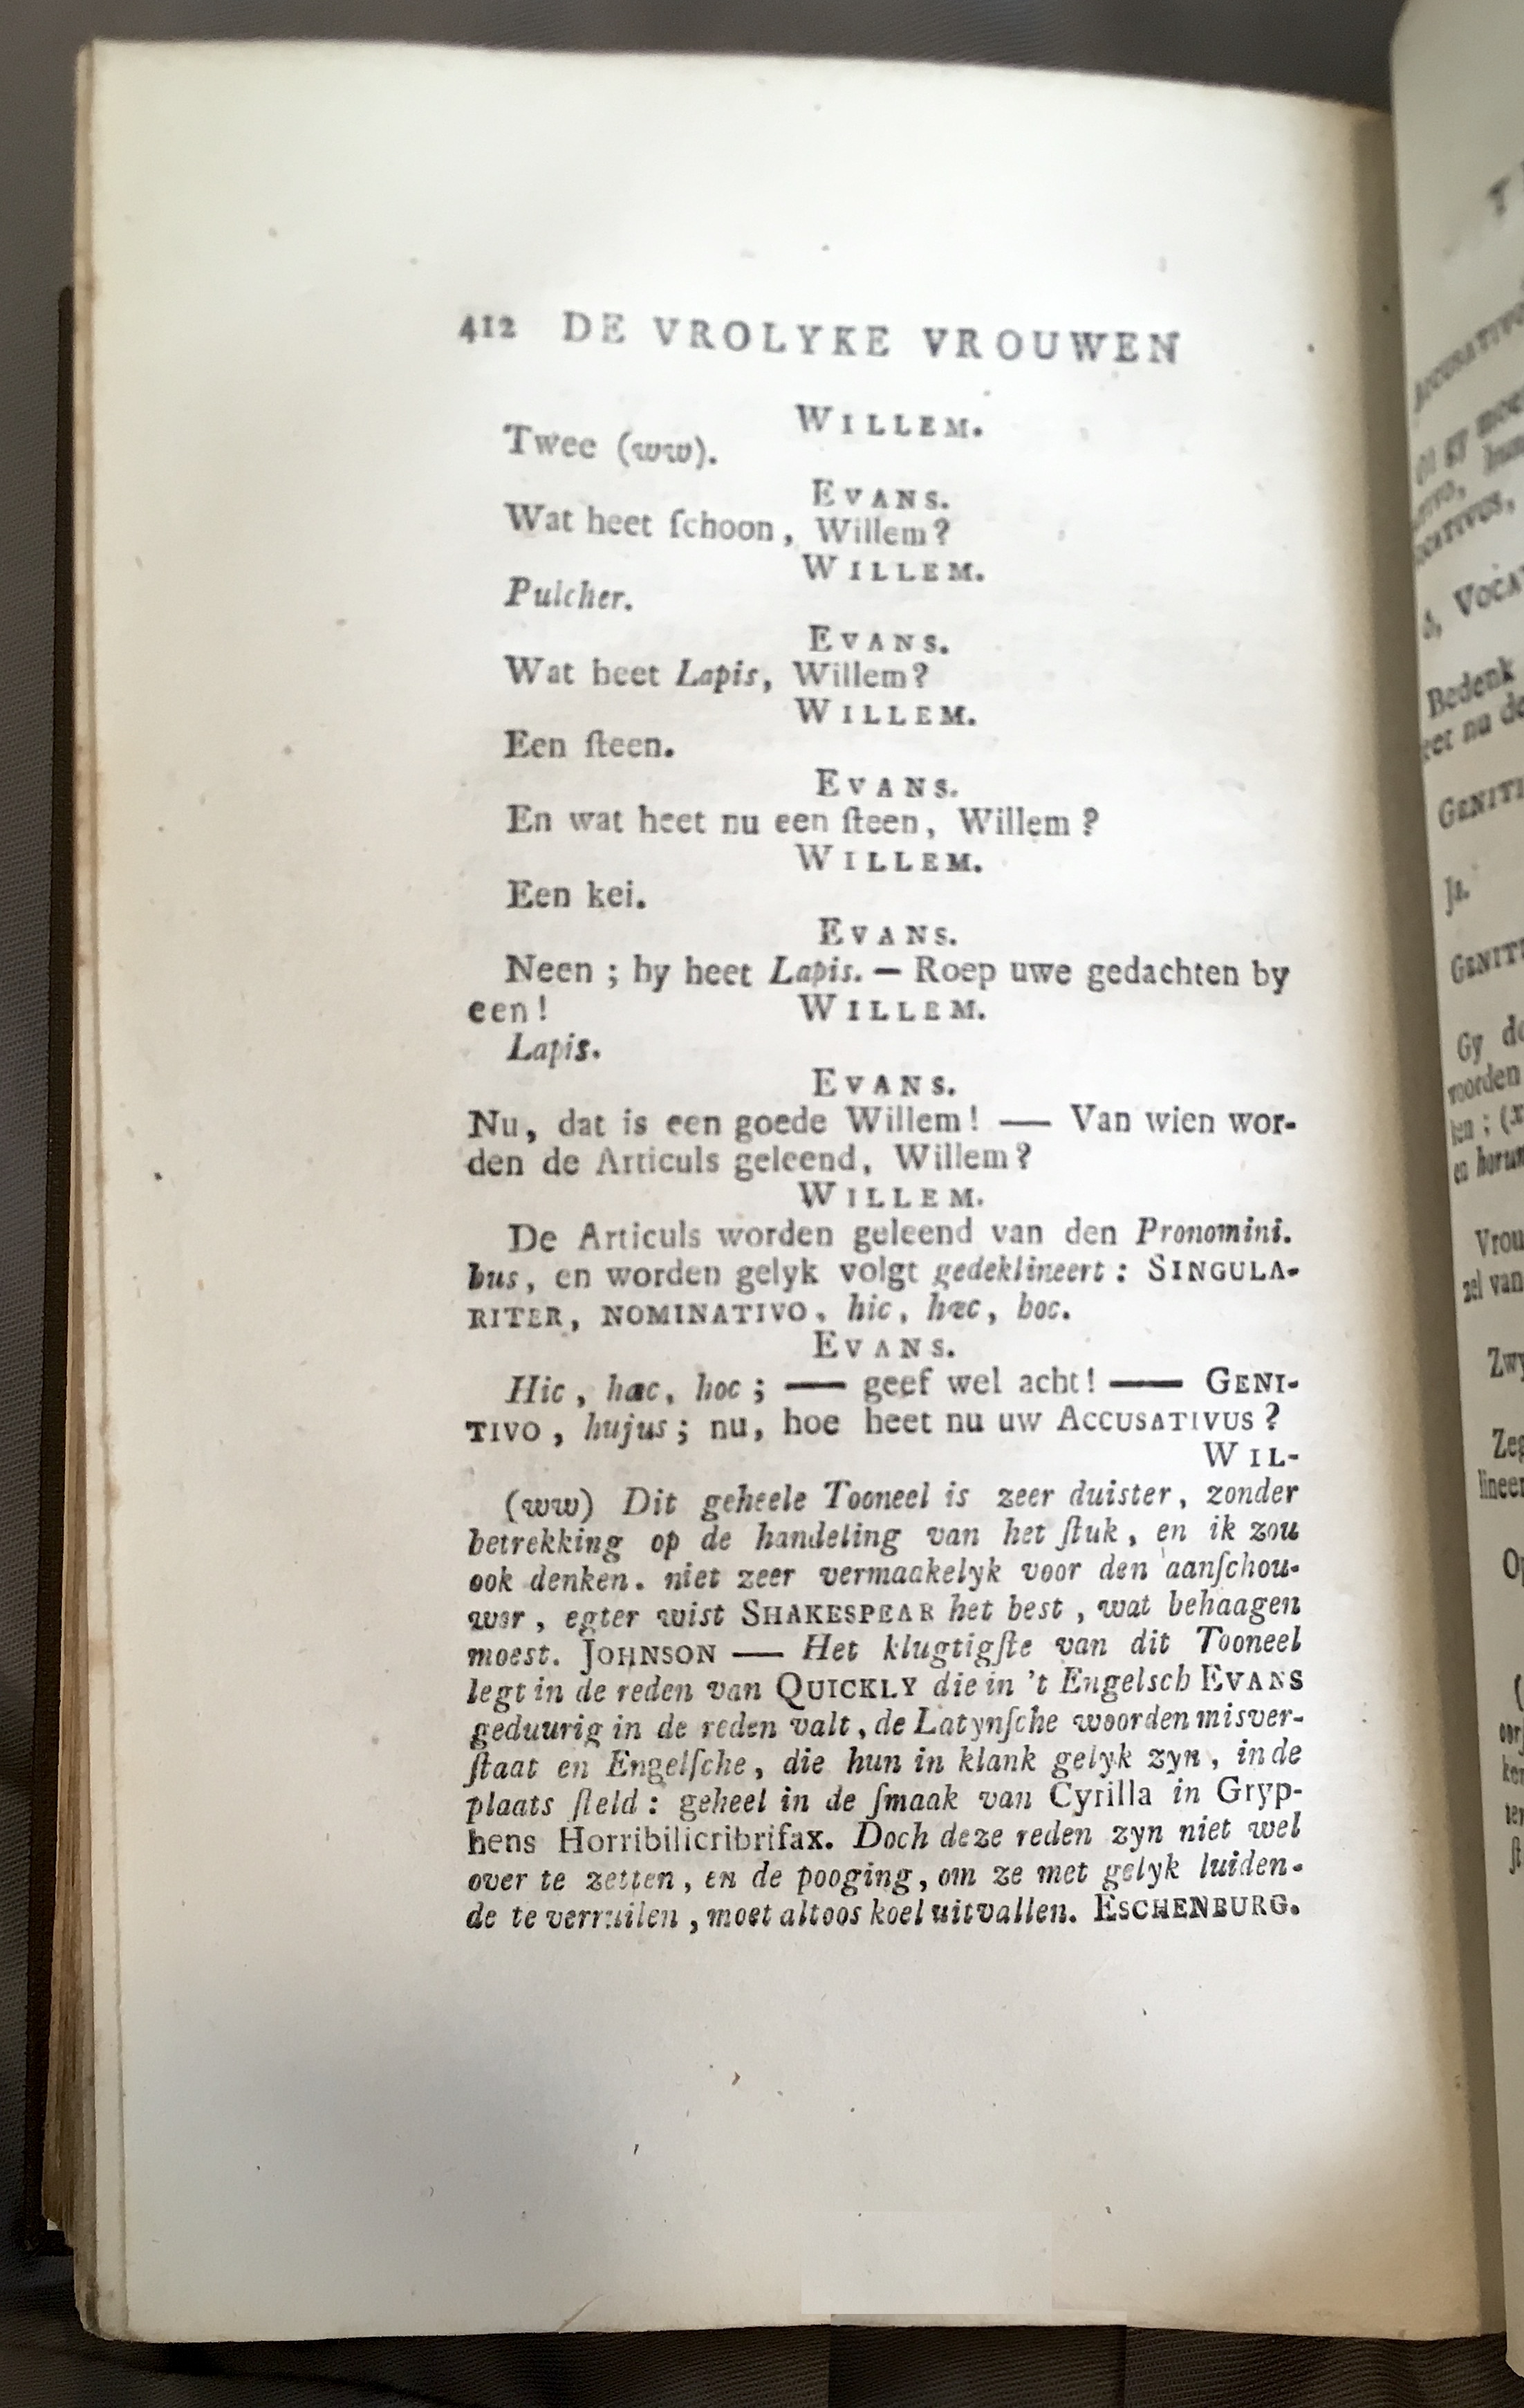 412 DE VROLYKE VROUWEN
WILLEM.
Twee (ww).
EVANS.
Wat heet ſchoon, Willem?
WILLEM.
Pulcher.
EVANS.
Wat heet Lapis, Willem?
WILLEM.
Een ſteen.
EVANS.
En wat heet nu een ſteen, Willem?
WILLEM.
Een kei.
EVANS.
Neen; hy heet Lapis. — Roep uwe gedachten by
een! WILLEM.
Lapis.
EVANS.
Nu, dat is een goede Willem! — Van wien wor-
den de Articuls geleend, Willem?
WILLEM.
De Articuls worden geleend van den Pronomini.
bus, en worden gelyk volgt gedeklineert: SINGULA-
RITER, NOMINATIVO, hic, hæc, hoc.
EVANS.
Hic, hæc, hoc; — geef wel acht! — GENI-
TIVO, hujus; nu, hoe heet nu uw ACCUSATIVUS?
WIL-
(ww) Dit geheele Tooneel is zeer duister, zonder
betrekking op de handeling van het ſtuk, en ik zou
ook denken. niet zeer vermaakelyk voor den aanſchou-
wer, egter wist SHAKESPEAR het best, wat behaagen
moest. JOHNSON — Het klugtigſte van dit Tooneel
legt in de reden van QUICKLY die in 't Engelsch EVANS
geduurig in de reden valt, de Latynſche woorden misver-
ſtaat en Engelſche, die hun in klank gelyk zyn, in de
plaats ſteld: geheel in de ſmaak van Cyrilla in Gryp-
hens Horribilicribrifax. Doch deze reden zyn niet wel
over te zetten, en de pooging, om ze met gelyk luiden-
de te verruilen, moet altoos koel uitvallen. ESCHENBURG.
Bedenk
Ja.